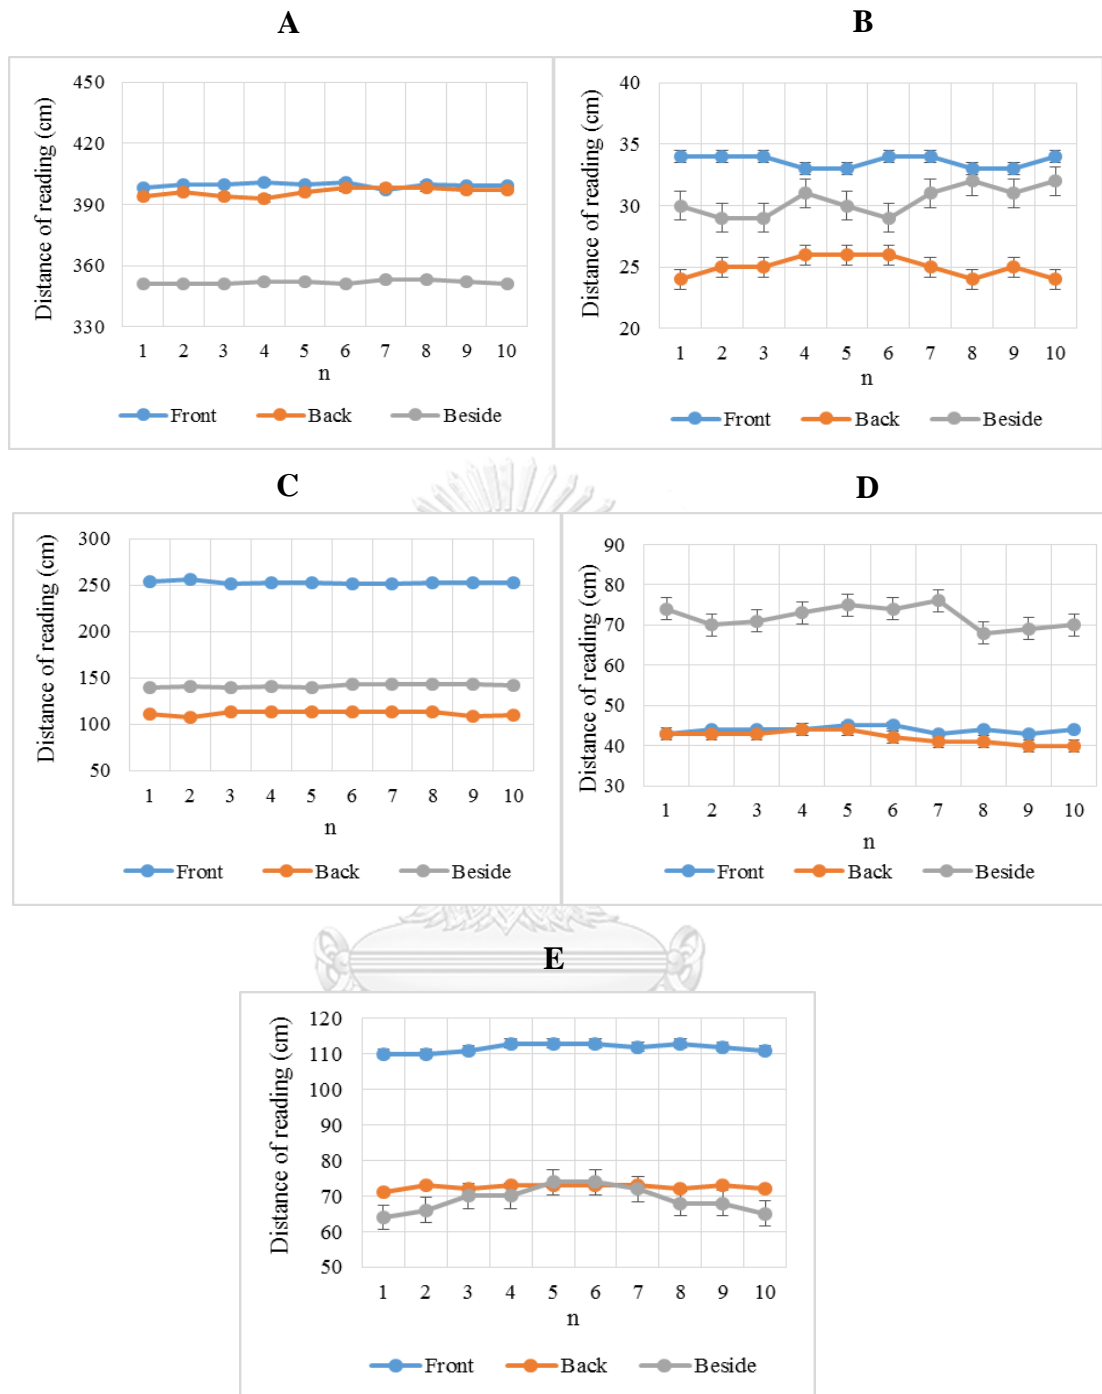 A
Distance of reading (cm)
450
420
390
360
330
1 2 3 4 5 6 7 8 9 10
n
Front Back Beside
B
Distance of reading (cm)
40
35
30
25
20
1 2 3 4 5 6 7 8 9 10
n
Front Back Beside
C
Distance of reading (cm)
300
250
200
150
100
50
1 2 3 4 5 6 7 8 9 10
n
Front Back Beside
D
Distance of reading (cm)
90
80
70
60
50
40
30
1 2 3 4 5 6 7 8 9 10
n
Front Back Beside
E
Distance of reading (cm)
120
110
100
90
80
70
60
50
1 2 3 4 5 6 7 8 9 10
n
Front Back Beside